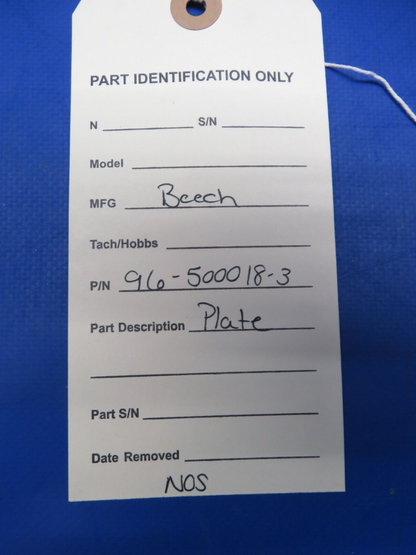 PART IDENTIFICATION ONLY
N S/N
Model
MFG Beech
Tach/Hobbs
P/N 96-500018-3
Part Description Plate
Part S/N
Date Removed
NOS